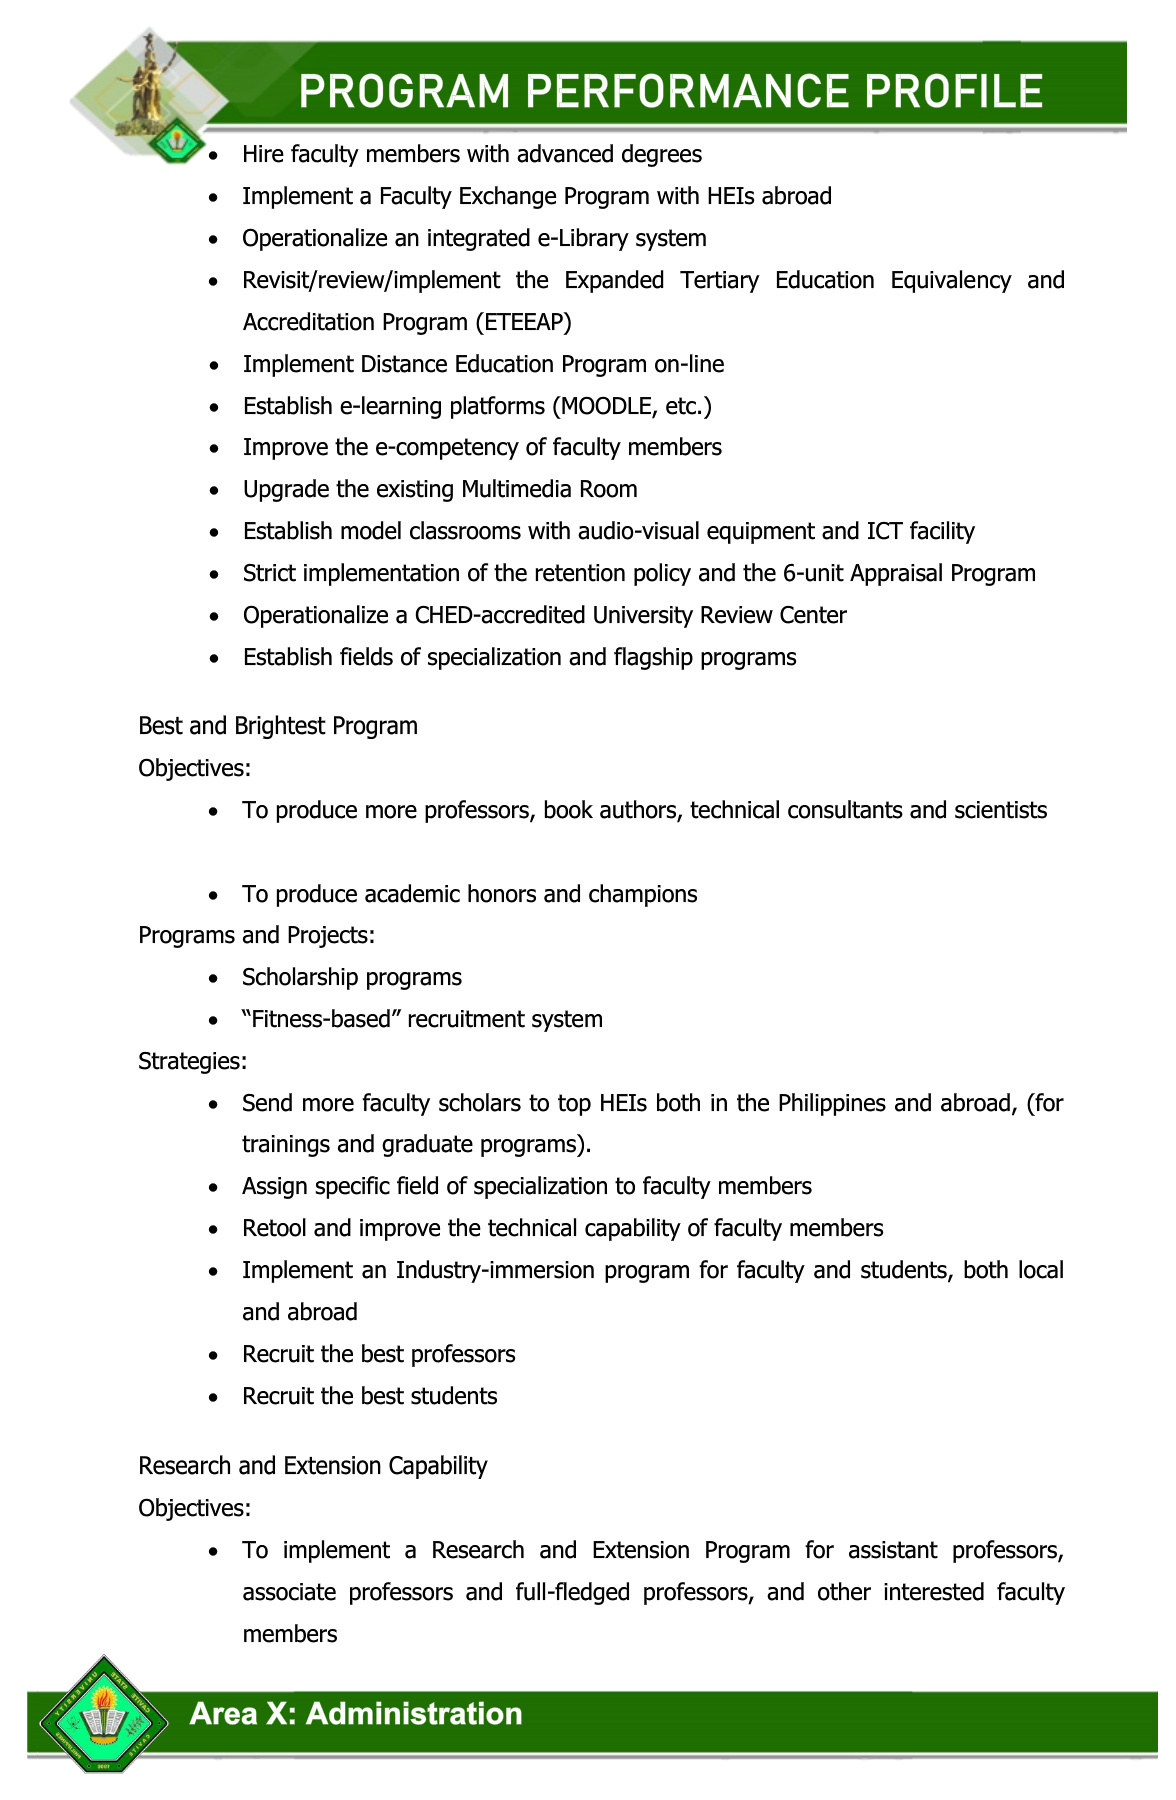 PROGRAM PERFORMANCE PROFILE
• Hire faculty members with advanced degrees
• Implement a Faculty Exchange Program with HEIs abroad
• Operationalize an integrated e-Library system
• Revisit/review/implement the Expanded Tertiary Education Equivalency and
Accreditation Program (ETEEAP)
• Implement Distance Education Program on-line
• Establish e-learning platforms (MOODLE, etc.)
• Improve the e-competency of faculty members
• Upgrade the existing Multimedia Room
• Establish model classrooms with audio-visual equipment and ICT facility
• Strict implementation of the retention policy and the 6-unit Appraisal Program
• Operationalize a CHED-accredited University Review Center
• Establish fields of specialization and flagship programs
Best and Brightest Program
Objectives:
• To produce more professors, book authors, technical consultants and scientists
• To produce academic honors and champions
Programs and Projects:
• Scholarship programs
• “Fitness-based” recruitment system
Strategies:
• Send more faculty scholars to top HEIs both in the Philippines and abroad, (for
trainings and graduate programs).
• Assign specific field of specialization to faculty members
• Retool and improve the technical capability of faculty members
• Implement an Industry-immersion program for faculty and students, both local
and abroad
• Recruit the best professors
• Recruit the best students
Research and Extension Capability
Objectives:
• To implement a Research and Extension Program for assistant professors,
associate professors and full-fledged professors, and other interested faculty
members
CAVITE STATE UNIVERSITY
Area X: Administration